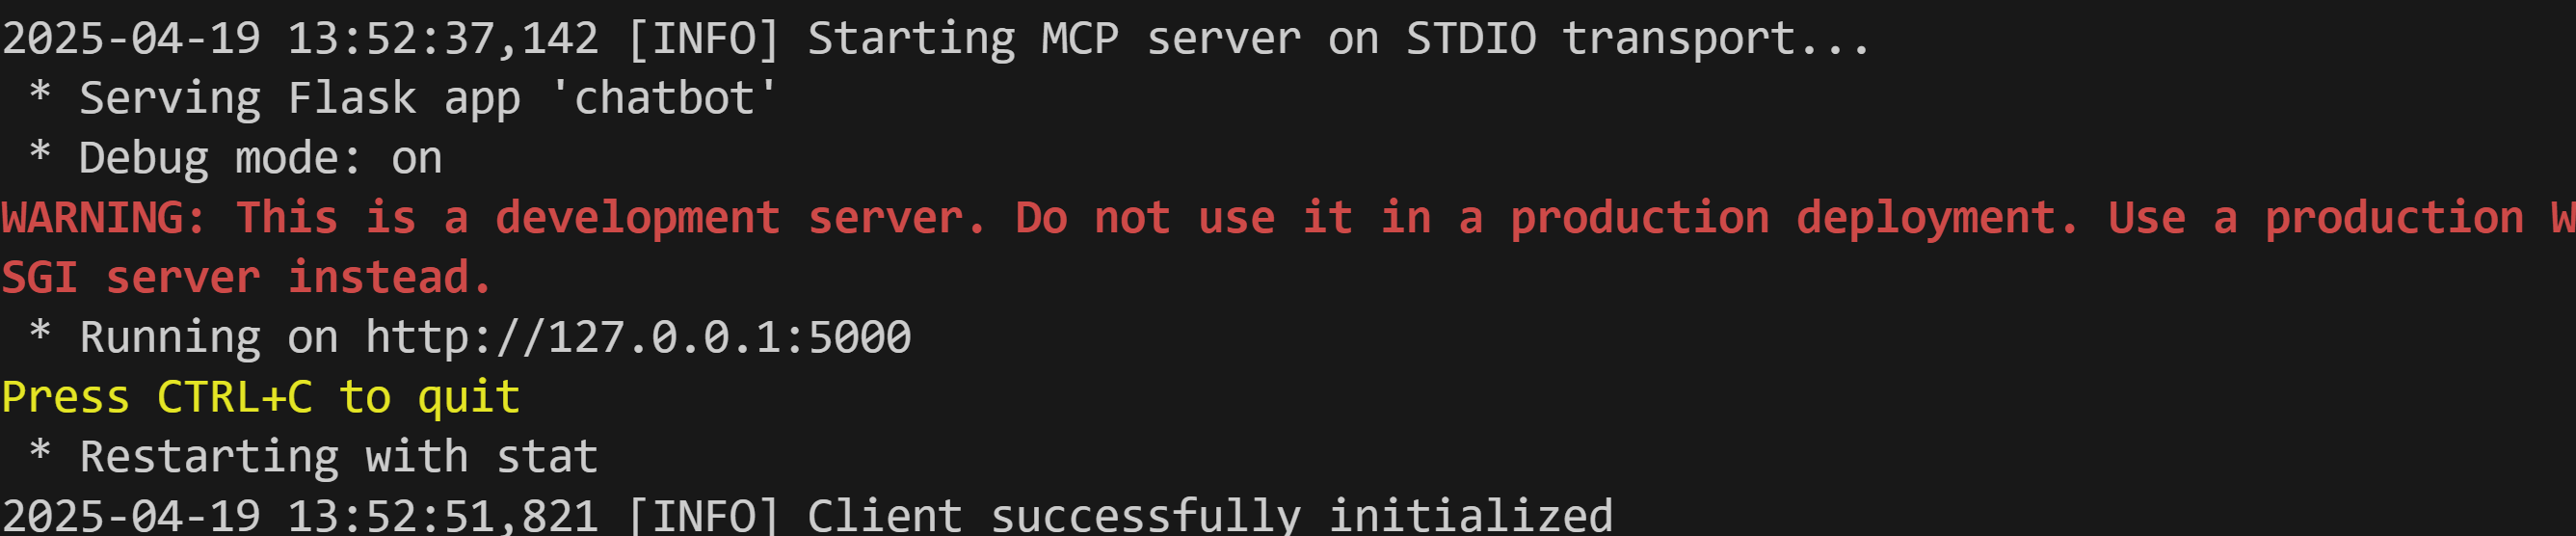 2025-04-19 13:52:37,142 [INFO] Starting MCP server on STDIO transport...
 * Serving Flask app 'chatbot'
 * Debug mode: on
WARNING: This is a development server. Do not use it in a production deployment. Use a production W
SGI server instead.
 * Running on http://127.0.0.1:5000
Press CTRL+C to quit
 * Restarting with stat
2025-04-19 13:52:51,821 [INFO] Client successfully initialized